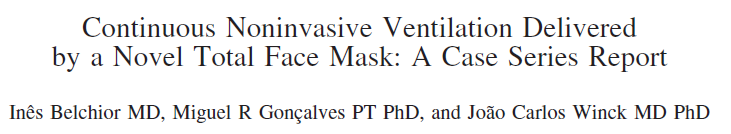 Continuous Noninvasive Ventilation Delivered
by a Novel Total Face Mask: A Case Series Report
Inês Belchior MD, Miguel R Gonçalves PT PhD, and João Carlos Winck MD PhD